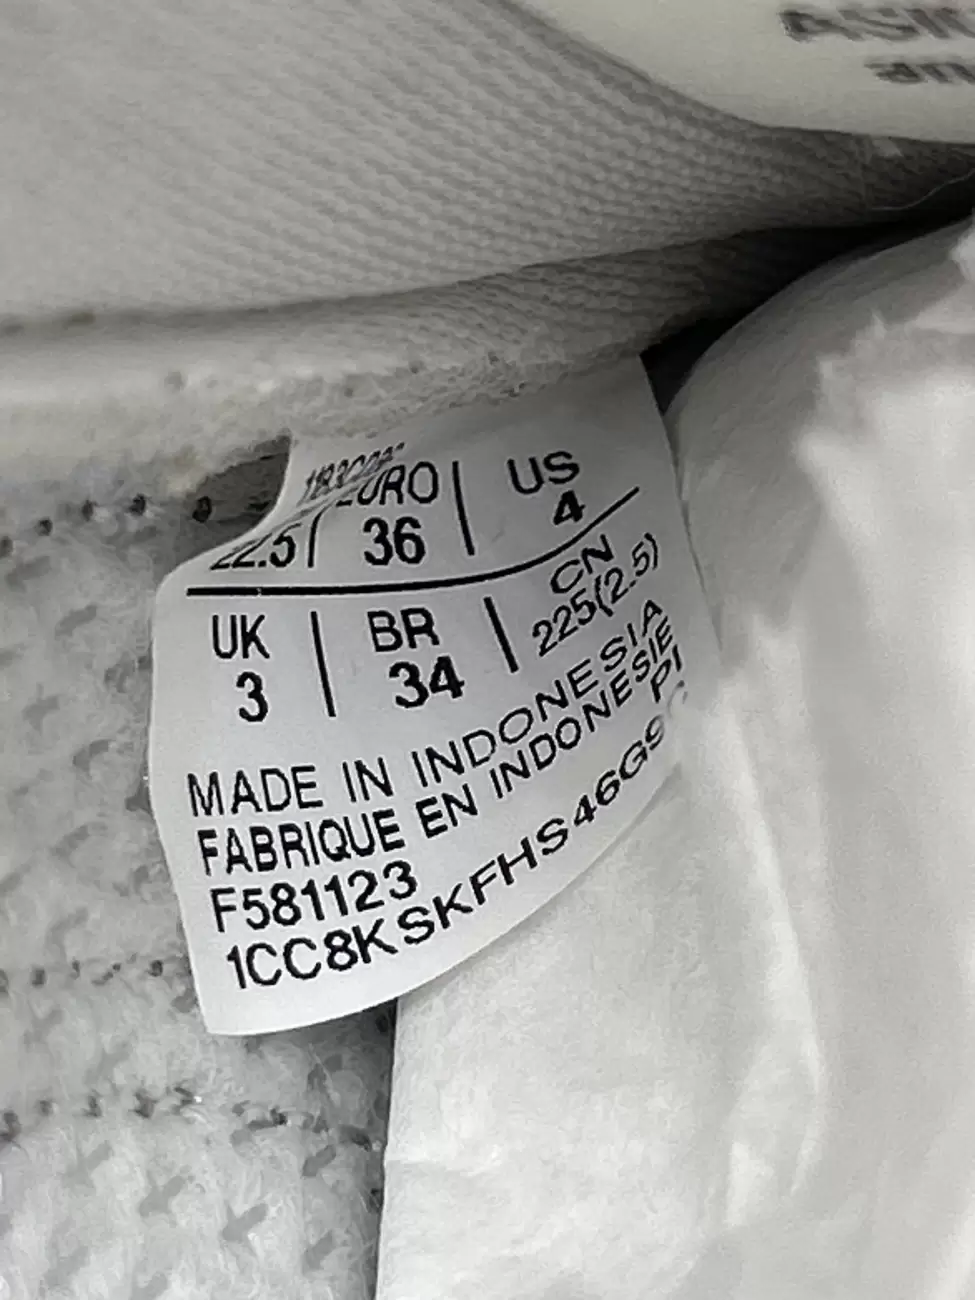 EURO | US
22.5 | 36 | 4
UK | BR | CN
3 | 34 | 225(2.5)
MADE IN INDONESIA
FABRIQUE EN INDONESIE
F581123
1CC8KSKFHS46G9